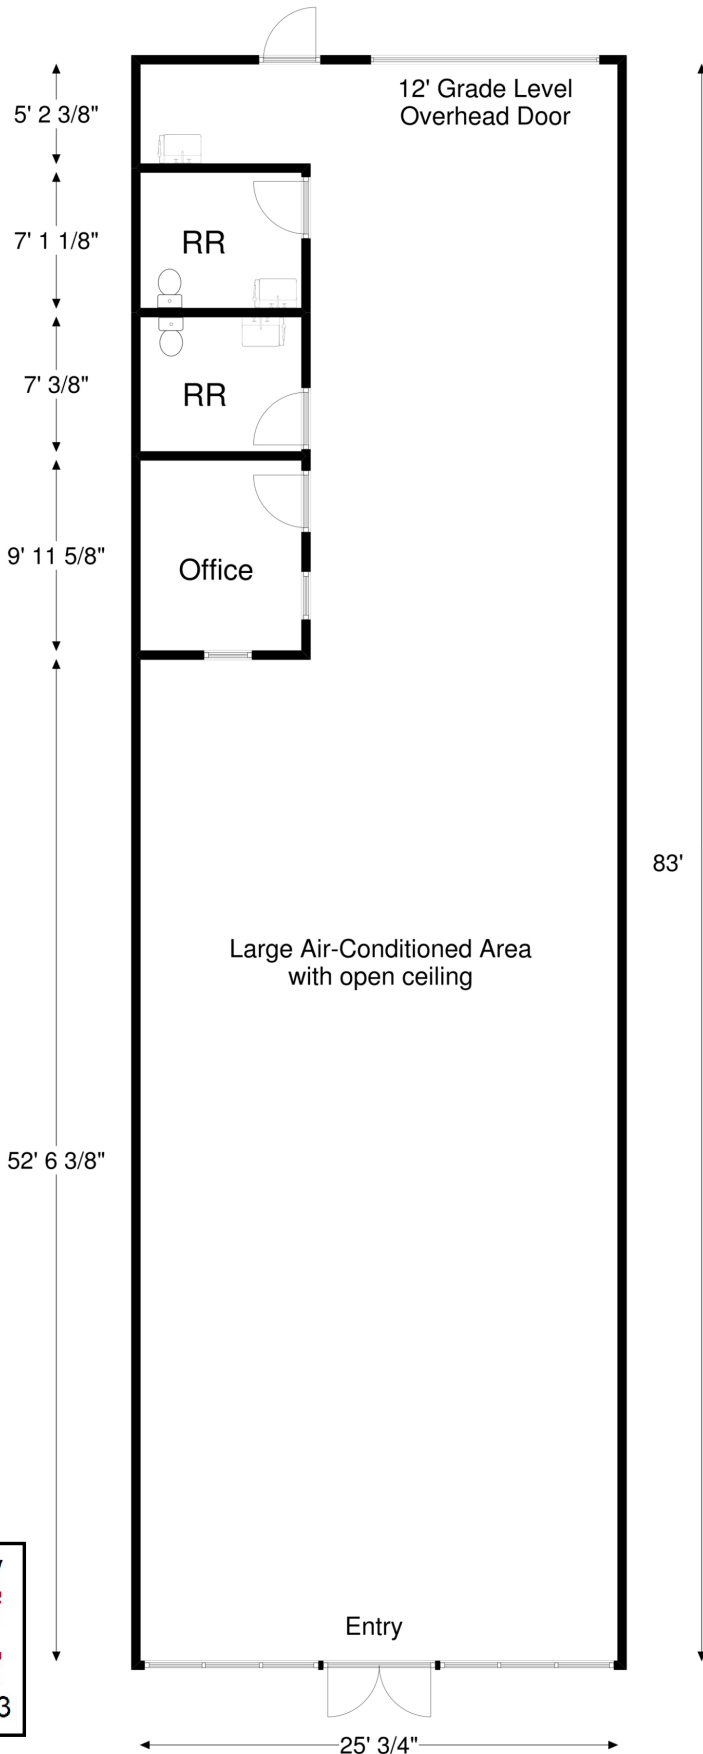 12' Grade Level
Overhead Door
5' 2 3/8"
7' 1 1/8"
RR
7' 3/8"
RR
9' 11 5/8"
Office
83'
Large Air-Conditioned Area
with open ceiling
52' 6 3/8"
Entry
3
25' 3/4"